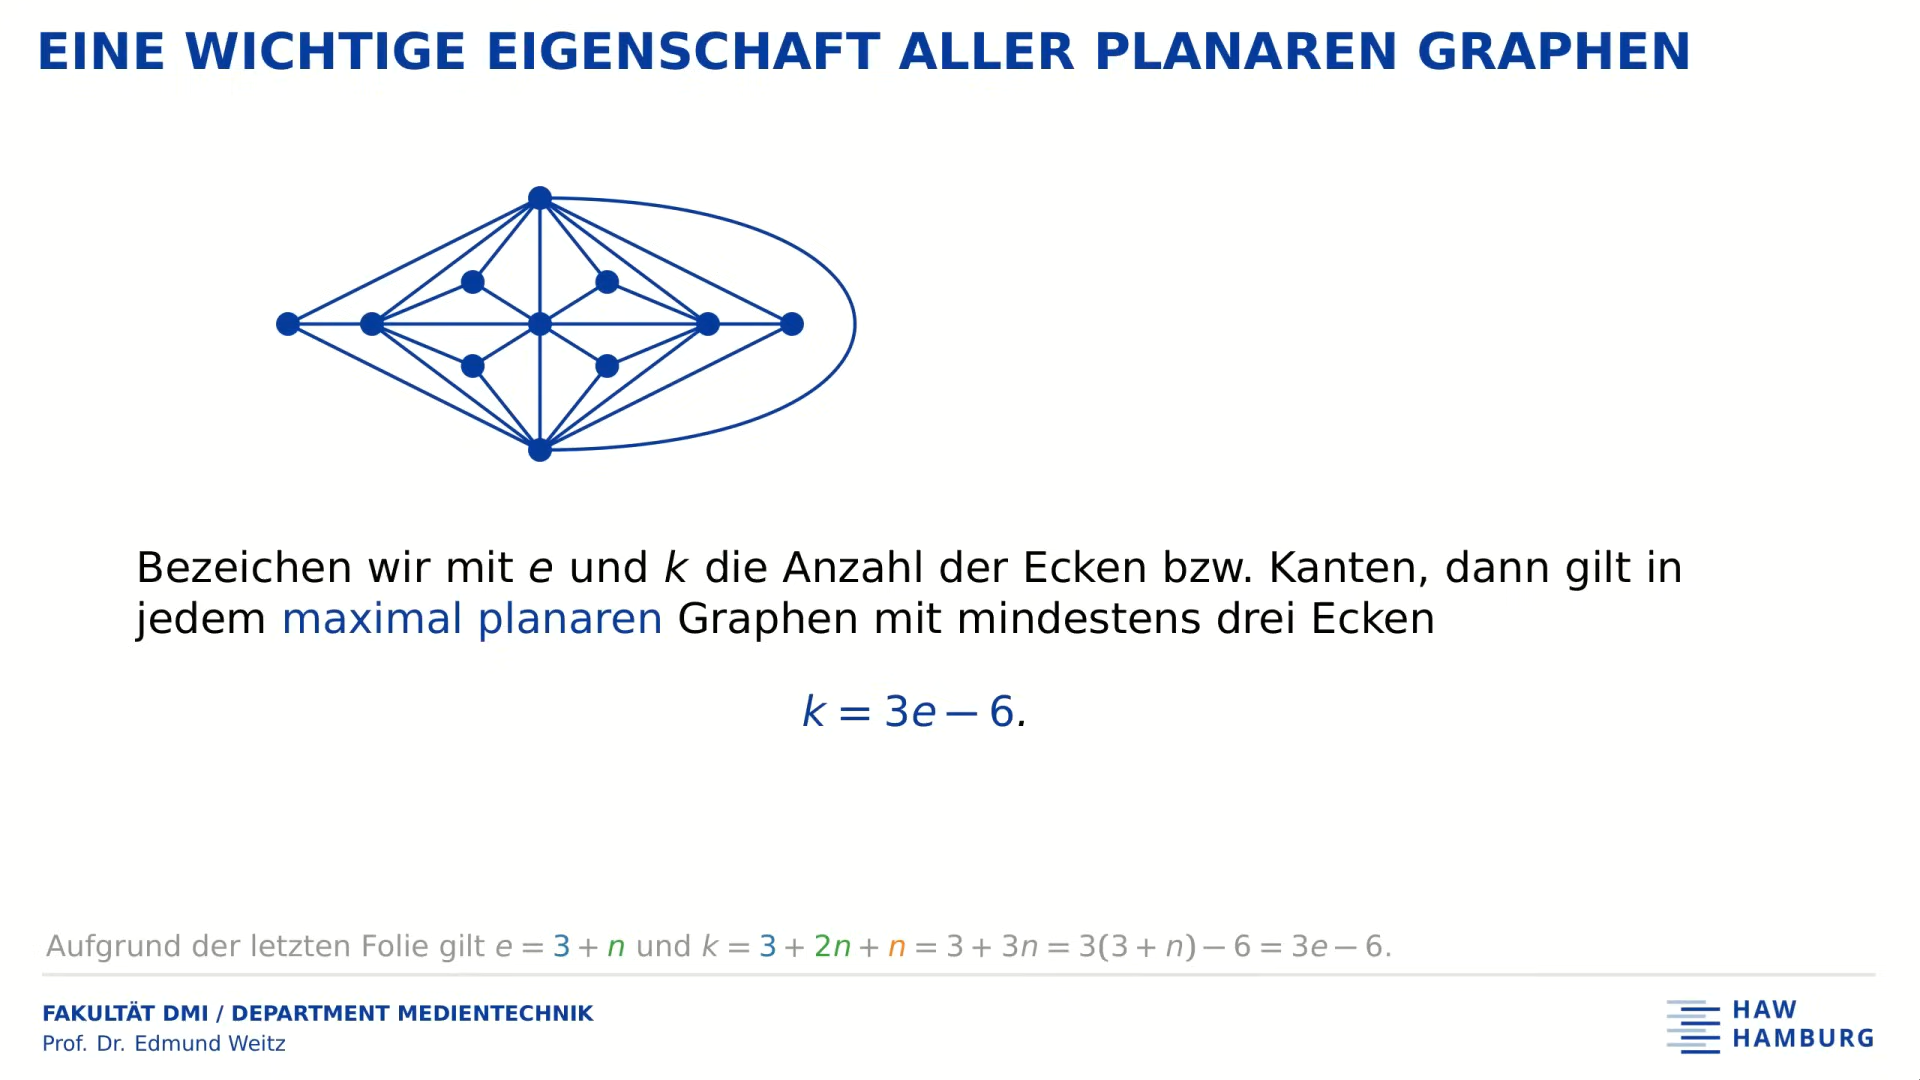 EINE WICHTIGE EIGENSCHAFT ALLER PLANAREN GRAPHEN
Bezeichen wir mit e und k die Anzahl der Ecken bzw. Kanten, dann gilt in
jedem maximal planaren Graphen mit mindestens drei Ecken
k = 3e − 6.
Aufgrund der letzten Folie gilt e = 3 + n und k = 3 + 2n + n = 3 + 3n = 3(3 + n) − 6 = 3e − 6.
FAKULTÄT DMI / DEPARTMENT MEDIENTECHNIK
Prof. Dr. Edmund Weitz
HAW
HAMBURG